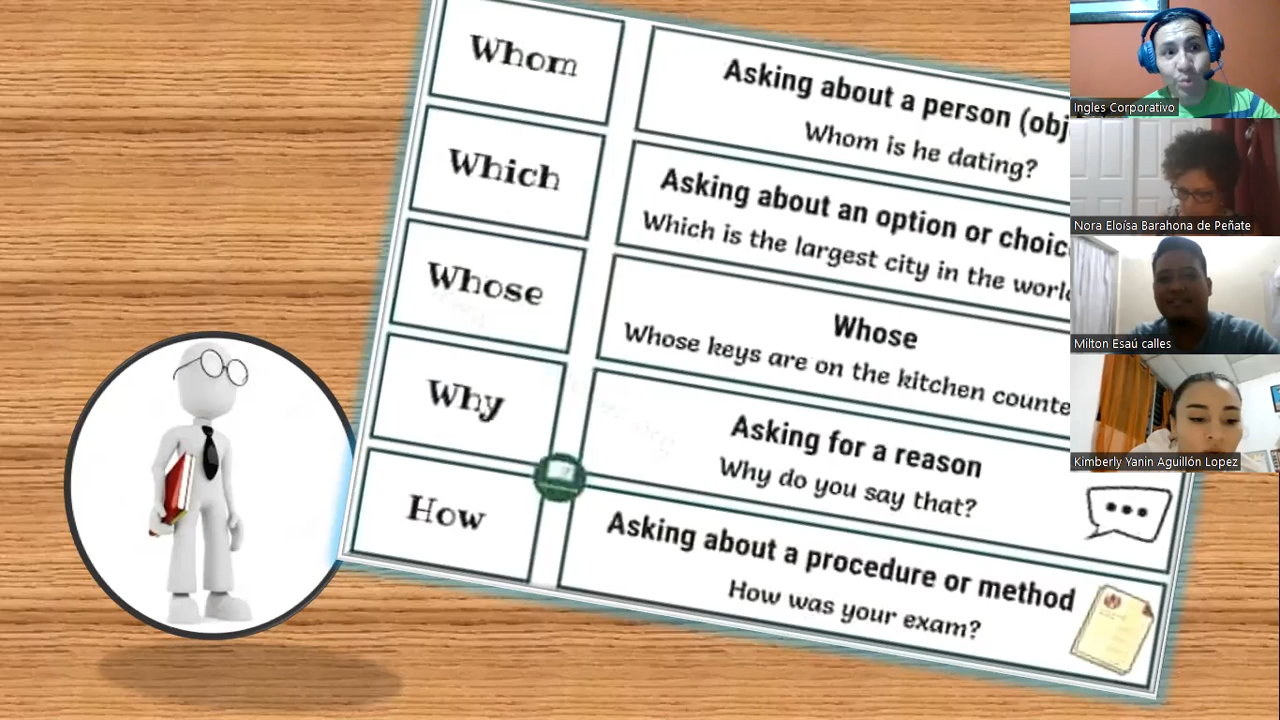 Whom
Asking about a person (obj
Whom is he dating?
Which
Asking about an option or choic
Which is the largest city in the worl
Whose
Whose
Whose keys are on the kitchen counte
Why
Asking for a reason
Why do you say that?
How
Asking about a procedure or method
How was your exam?
Ingles Corporativo
Nora Eloísa Barahona de Peñate
Milton Esaú calles
Kimberly Yanin Aguillón Lopez